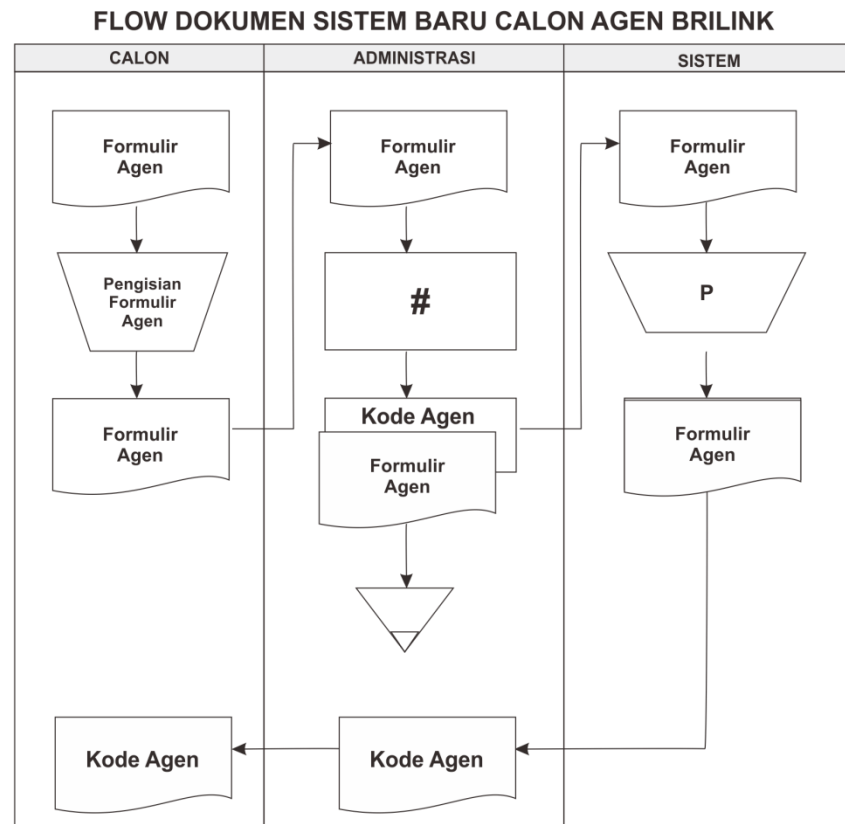 FLOW DOKUMEN SISTEM BARU CALON AGEN BRILINK
CALON
ADMINISTRASI
SISTEM
Formulir
Agen
Pengisian
Formulir
Agen
Formulir
Agen
Formulir
Agen
#
Kode Agen
Formulir
Agen
Formulir
Agen
P
Formulir
Agen
Kode Agen
Kode Agen